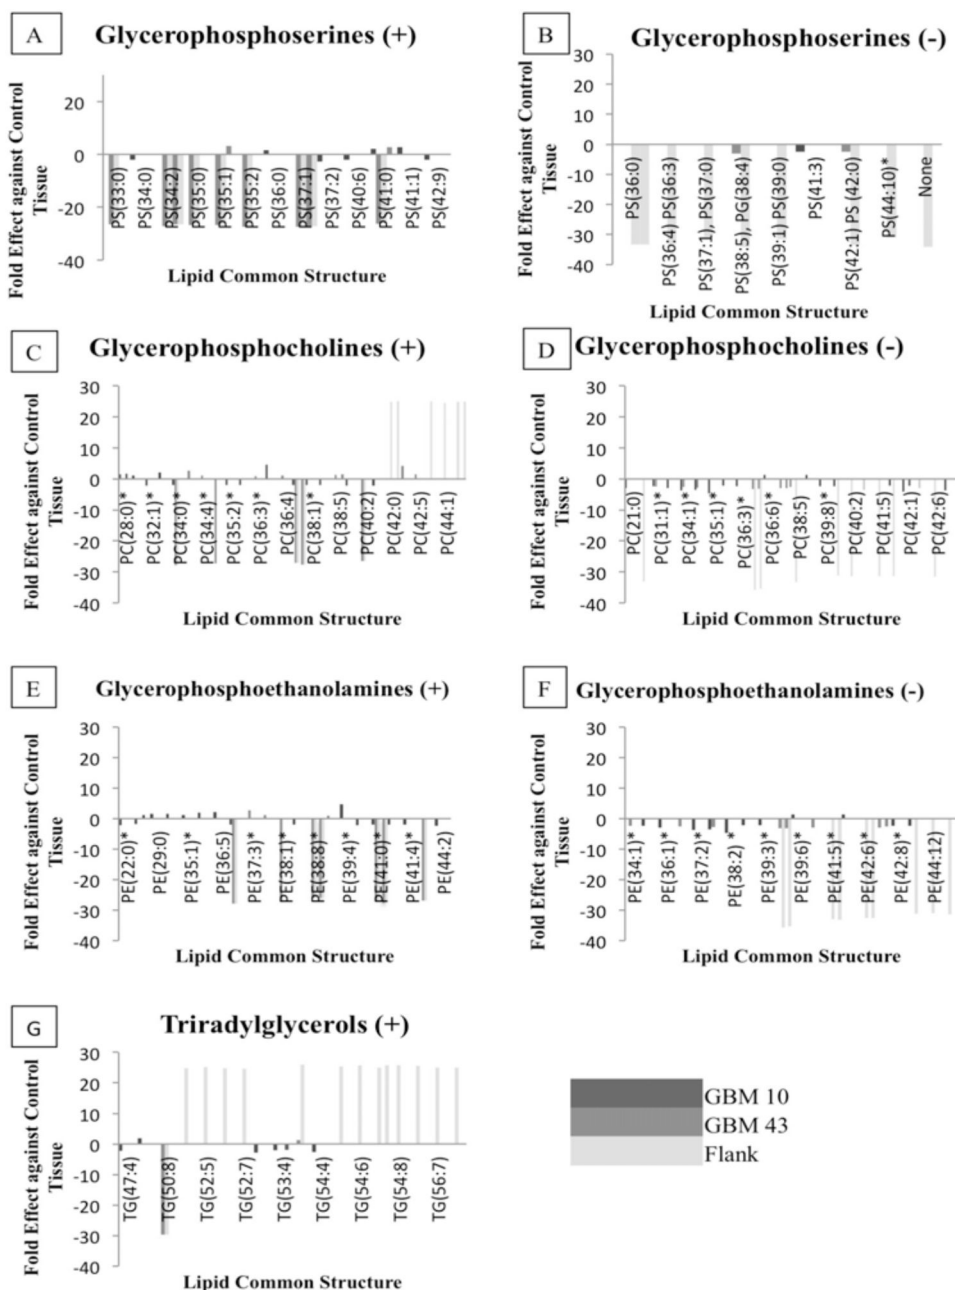 A
Glycerophosphoserines (+)
Fold Effect against Control
Tissue
20
0
-20
-40
PS(33:0)
PS(34:0)
PS(34:2)
PS(35:0)
PS(35:1)
PS(35:2)
PS(36:0)
PS(37:1)
PS(37:2)
PS(40:6)
PS(41:0)
PS(41:1)
PS(42:9)
Lipid Common Structure
B
Glycerophosphoserines (-)
Fold Effect against Control
Tissue
30
20
10
0
-10
-20
-30
-40
PS(36:0)
PS(36:4) PS(36:3)
PS(37:1), PS(37:0)
PS(38:5), PG(38:4)
PS(39:1) PS(39:0)
PS(41:3)
PS(42:1) PS (42:0)
PS(44:10)*
None
Lipid Common Structure
C
Glycerophosphocholines (+)
Fold Effect against Control
Tissue
30
20
10
0
-10
-20
-30
-40
PC(28:0)*
PC(32:1)*
PC(34:0)*
PC(34:4)*
PC(35:2)*
PC(36:3)*
PC(36:4)
PC(38:1)*
PC(38:5)
PC(40:2)
PC(42:0)
PC(42:5)
PC(44:1)
Lipid Common Structure
D
Glycerophosphocholines (-)
Fold Effect against Control
Tissue
30
20
10
0
-10
-20
-30
-40
PC(21:0)
PC(31:1)*
PC(34:1)*
PC(35:1)*
PC(36:3)*
PC(36:6)*
PC(38:5)
PC(39:8)*
PC(40:2)
PC(41:5)
PC(42:1)
PC(42:6)
Lipid Common Structure
E
Glycerophosphoethanolamines (+)
Fold Effect against Control
Tissue
30
20
10
0
-10
-20
-30
-40
PE(22:0)*
PE(29:0)
PE(35:1)*
PE(36:5)
PE(37:3)*
PE(38:1)*
PE(38:8)*
PE(39:4)*
PE(41:0)*
PE(41:4)*
PE(44:2)
Lipid Common Structure
F
Glycerophosphoethanolamines (-)
Fold Effect against Control
Tissue
30
20
10
0
-10
-20
-30
-40
PE(34:1)*
PE(36:1)*
PE(37:2)*
PE(38:2)
PE(39:3)*
PE(39:6)*
PE(41:5)*
PE(42:6)*
PE(42:8)*
PE(44:12)
Lipid Common Structure
G
Triradylglycerols (+)
Fold Effect against Control
Tissue
30
20
10
0
-10
-20
-30
-40
TG(47:4)
TG(50:8)
TG(52:5)
TG(52:7)
TG(53:4)
TG(54:4)
TG(54:6)
TG(54:8)
TG(56:7)
Lipid Common Structure
GBM 10
GBM 43
Flank